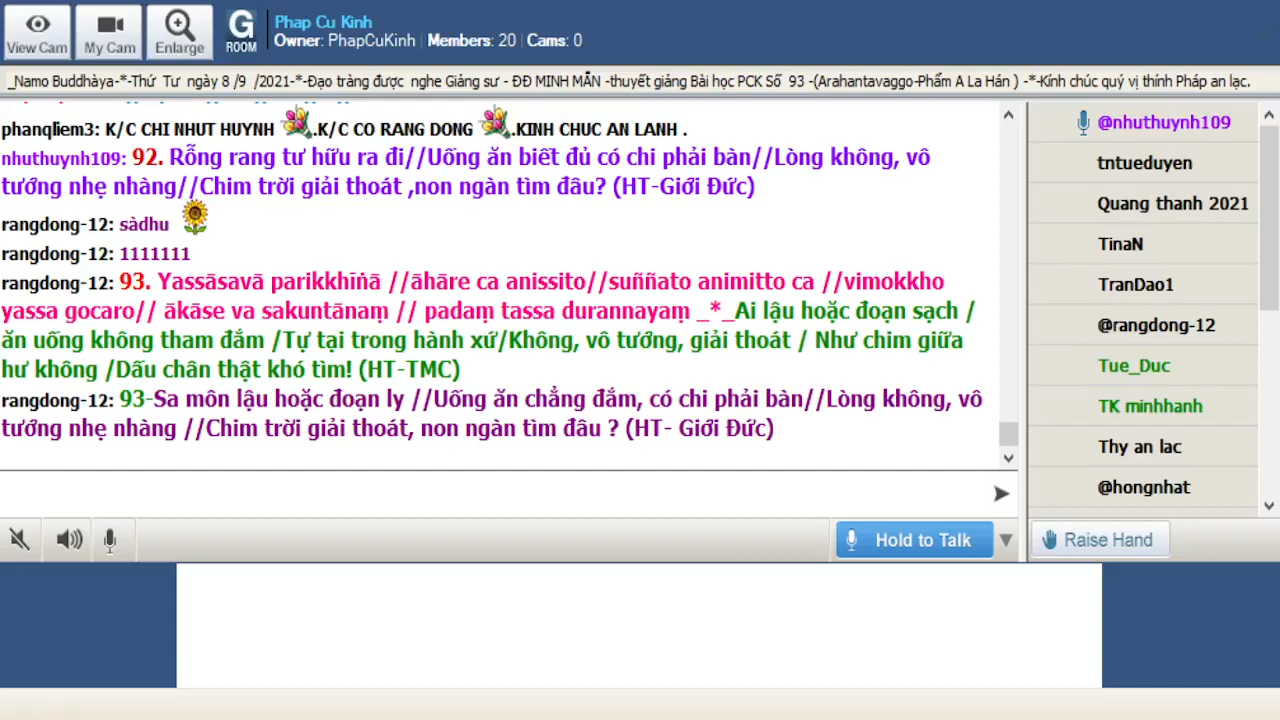 View Cam
My Cam
Enlarge
G
ROOM
Phap Cu Kinh
Owner: PhapCuKinh | Members: 20 | Cams: 0
_Namo Buddhàya-*-Thứ Tư ngày 8 /9 /2021-*-Đạo tràng được nghe Giảng sư - ĐĐ MINH MẪN -thuyết giảng Bài học PCK Số 93 -(Arahantavaggo-Phẩm A La Hán ) -*-Kính chúc quý vị thính Pháp an lạc.
phanqliem3: K/C CHI NHUT HUYNH .K/C CO RANG DONG .KINH CHUC AN LANH .
nhuthuynh109: 92. Rỗng rang tư hữu ra đi//Uống ăn biết đủ có chi phải bàn//Lòng không, vô
tướng nhẹ nhàng//Chim trời giải thoát ,non ngàn tìm đâu? (HT-Giới Đức)
rangdong-12: sàdhu
rangdong-12: 1111111
rangdong-12: 93. Yassāsavā parikkhīṅā //āhāre ca anissito//suññato animitto ca //vimokkho
yassa gocaro// ākāse va sakuntānaṃ // padaṃ tassa durannayaṃ _*_Ai lậu hoặc đoạn sạch /
ăn uống không tham đắm /Tự tại trong hành xứ/Không, vô tướng, giải thoát / Như chim giữa
hư không /Dấu chân thật khó tìm! (HT-TMC)
rangdong-12: 93-Sa môn lậu hoặc đoạn ly //Uống ăn chẳng đắm, có chi phải bàn//Lòng không, vô
tướng nhẹ nhàng //Chim trời giải thoát, non ngàn tìm đâu ? (HT- Giới Đức)
@nhuthuynh109
tntueduyen
Quang thanh 2021
TinaN
TranDao1
@rangdong-12
Tue_Duc
TK minhhanh
Thy an lac
@hongnhat
Hold to Talk
Raise Hand